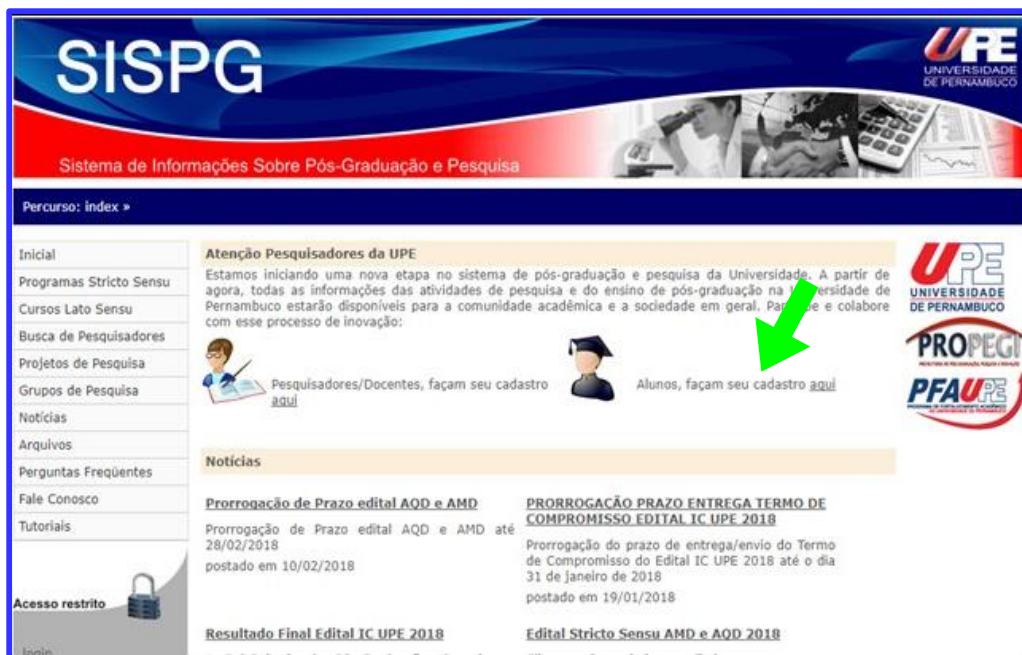 SISPG
UPE
UNIVERSIDADE
DE PERNAMBUCO
Sistema de Informações Sobre Pós-Graduação e Pesquisa
Percurso: index »
Inicial
Programas Stricto Sensu
Cursos Lato Sensu
Busca de Pesquisadores
Projetos de Pesquisa
Grupos de Pesquisa
Notícias
Arquivos
Perguntas Freqüentes
Fale Conosco
Tutoriais
Acesso restrito
login
Atenção Pesquisadores da UPE
Estamos iniciando uma nova etapa no sistema de pós-graduação e pesquisa da Universidade. A partir de
agora, todas as informações das atividades de pesquisa e do ensino de pós-graduação na de
Pernambuco estarão disponíveis para a comunidade acadêmica e a sociedade em geral. e colabore
com esse processo de inovação:
Pesquisadores/Docentes, façam seu cadastro
aqui
Alunos, façam seu cadastro aqui
Notícias
Prorrogação de Prazo edital AQD e AMD
Prorrogação de Prazo edital AQD e AMD até
28/02/2018
postado em 10/02/2018
PRORROGAÇÃO PRAZO ENTREGA TERMO DE
COMPROMISSO EDITAL IC UPE 2018
Prorrogação do prazo de entrega/envio do Termo
de Compromisso do Edital IC UPE 2018 até o dia
31 de janeiro de 2018
postado em 19/01/2018
Resultado Final Edital IC UPE 2018
Edital Stricto Sensu AMD e AQD 2018
UPE
UNIVERSIDADE
DE PERNAMBUCO
PROPEGI
PFAUPE